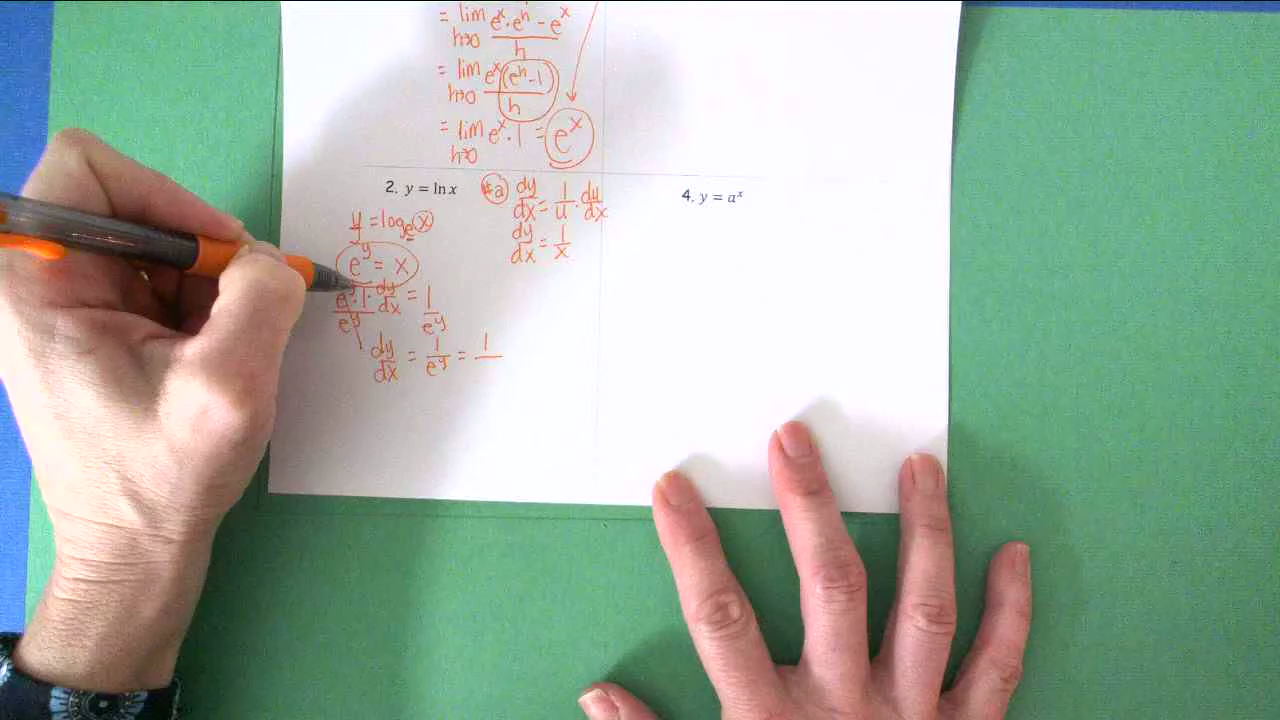 = lim h→0 e^x · e^h - e^x / h
= lim h→0 e^x (e^h - 1) / h
= lim h→0 e^x · 1 = e^x
2. y = ln x
y = log_e(x)
e^y = x
e^y · 1 · dy/dx / e^y = 1 / e^y
dy/dx = 1/e^y = 1
#a dy/dx = 1/u · du/dx
dy/dx = 1/x
4. y = a^x